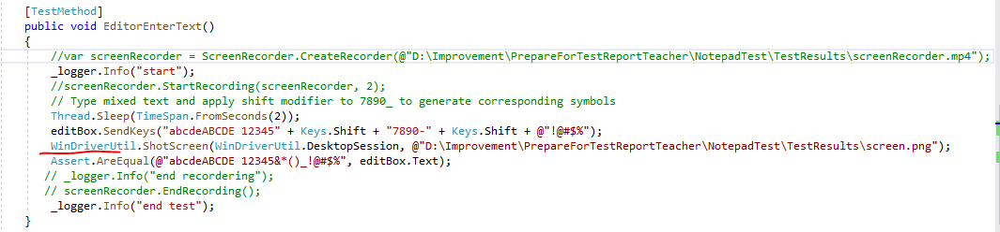 [TestMethod]
public void EditorEnterText()
{
//var screenRecorder = ScreenRecorder.CreateRecorder(@"D:\Improvement\PrepareForTestReportTeacher\NotepadTest\TestResults\screenRecorder.mp4");
_logger.Info("start");
//screenRecorder.StartRecording(screenRecorder, 2);
// Type mixed text and apply shift modifier to 7890_ to generate corresponding symbols
Thread.Sleep(TimeSpan.FromSeconds(2));
editBox.SendKeys("abcdeABCDE 12345" + Keys.Shift + "7890-" + Keys.Shift + @"!@#$%");
WinDriverUtil.ShotScreen(WinDriverUtil.DesktopSession, @"D:\Improvement\PrepareForTestReportTeacher\NotepadTest\TestResults\screen.png");
Assert.AreEqual(@"abcdeABCDE 12345&*()_!@#$%", editBox.Text);
// _logger.Info("end recordering");
// screenRecorder.EndRecording();
_logger.Info("end test");
}